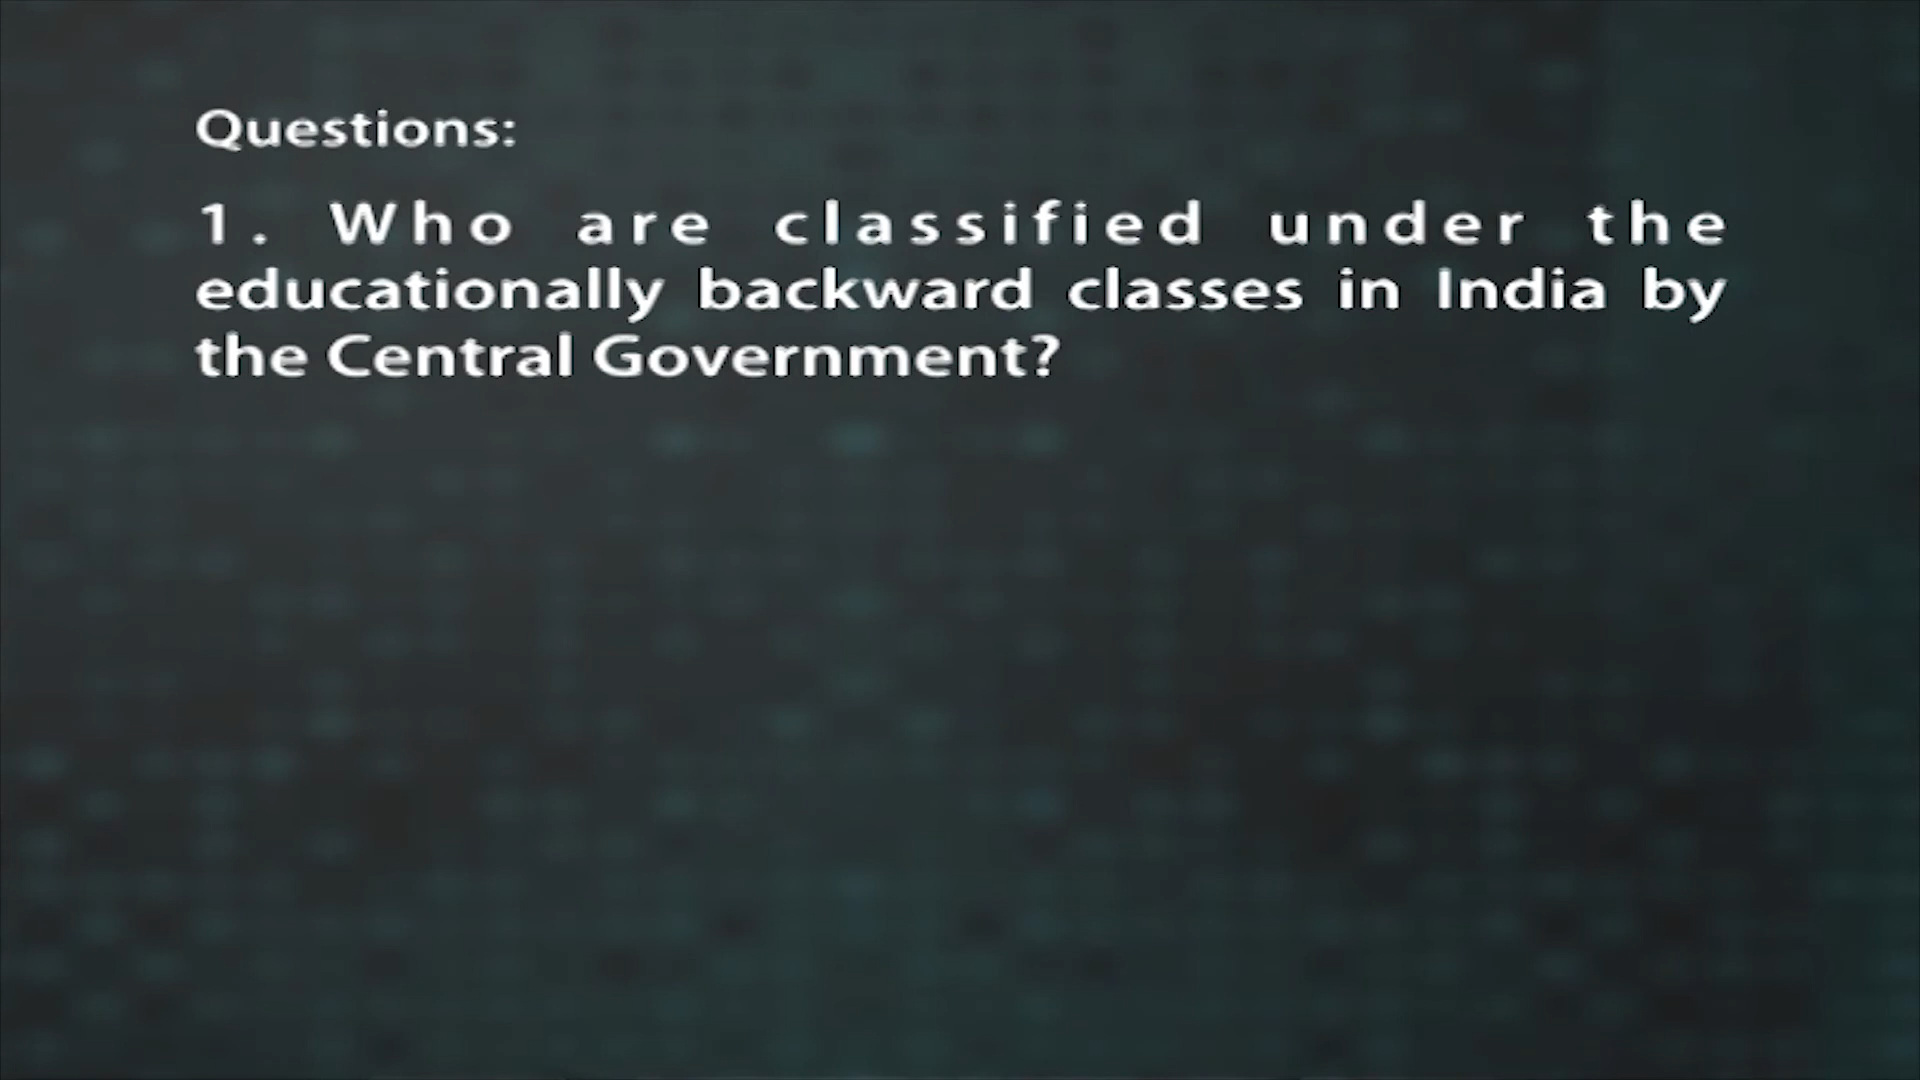 Questions:
1. Who are classified under the
educationally backward classes in India by
the Central Government?